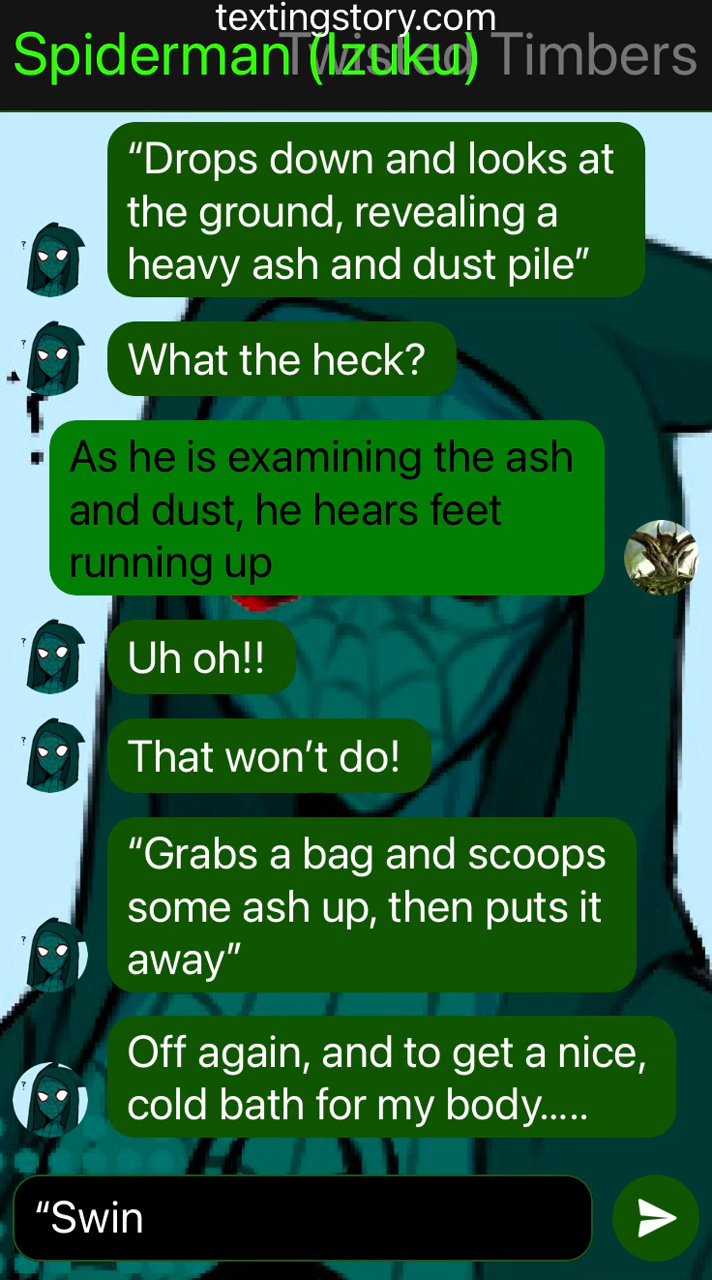 textingstory.com
Spiderman (Izuku)
Twisted Timbers
“Drops down and looks at
the ground, revealing a
heavy ash and dust pile”
What the heck?
As he is examining the ash
and dust, he hears feet
running up
Uh oh!!
That won’t do!
“Grabs a bag and scoops
some ash up, then puts it
away”
Off again, and to get a nice,
cold bath for my body.....
“Swin